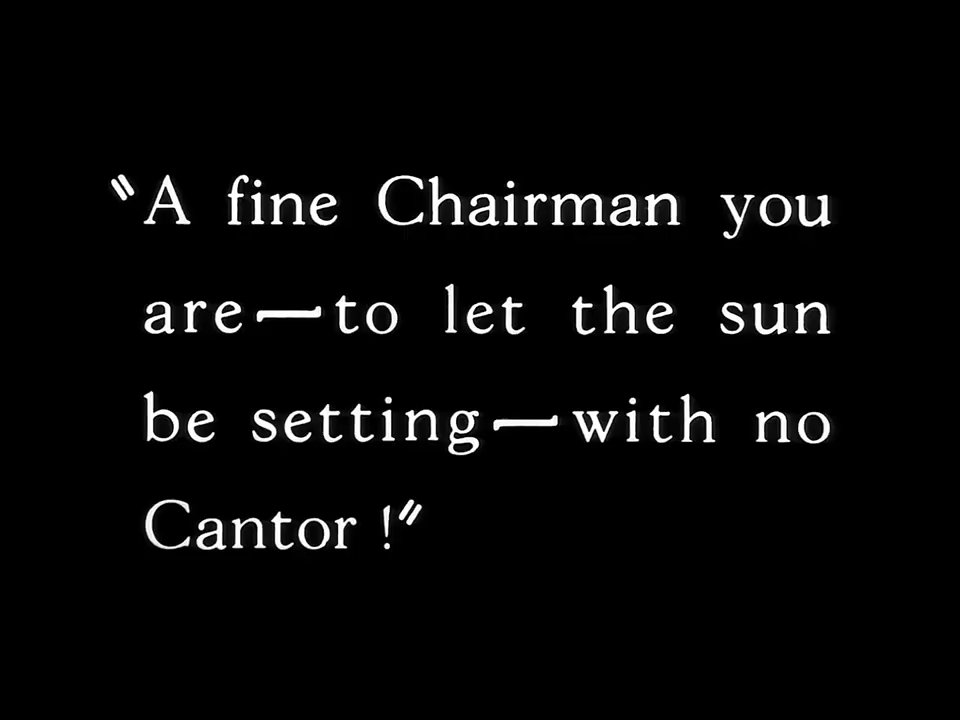 "A fine Chairman you
are—to let the sun
be setting—with no
Cantor!"